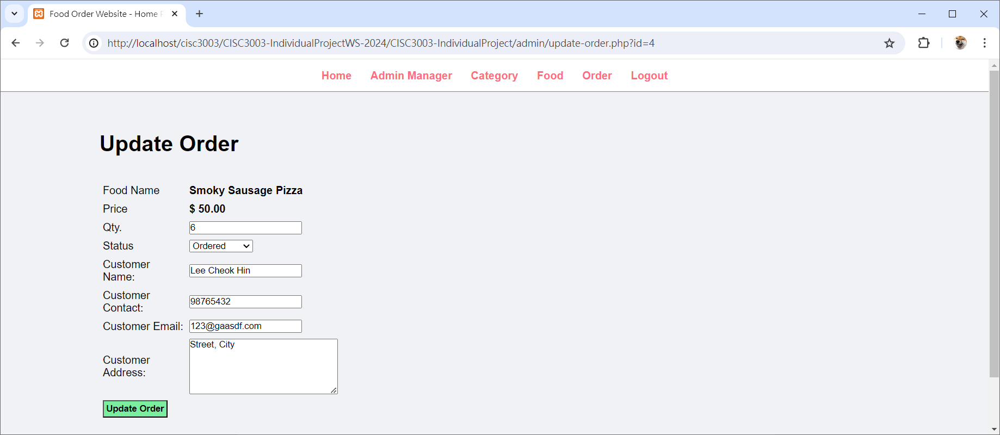 Food Order Website - Home
http://localhost/cisc3003/CISC3003-IndividualProjectWS-2024/CISC3003-IndividualProject/admin/update-order.php?id=4
Home Admin Manager Category Food Order Logout
Update Order
Food Name Smoky Sausage Pizza
Price $ 50.00
Qty. 6
Status Ordered
Customer
Name: Lee Cheok Hin
Customer
Contact: 98765432
Customer Email: 123@gaasdf.com
Street, City
Customer
Address:
Update Order